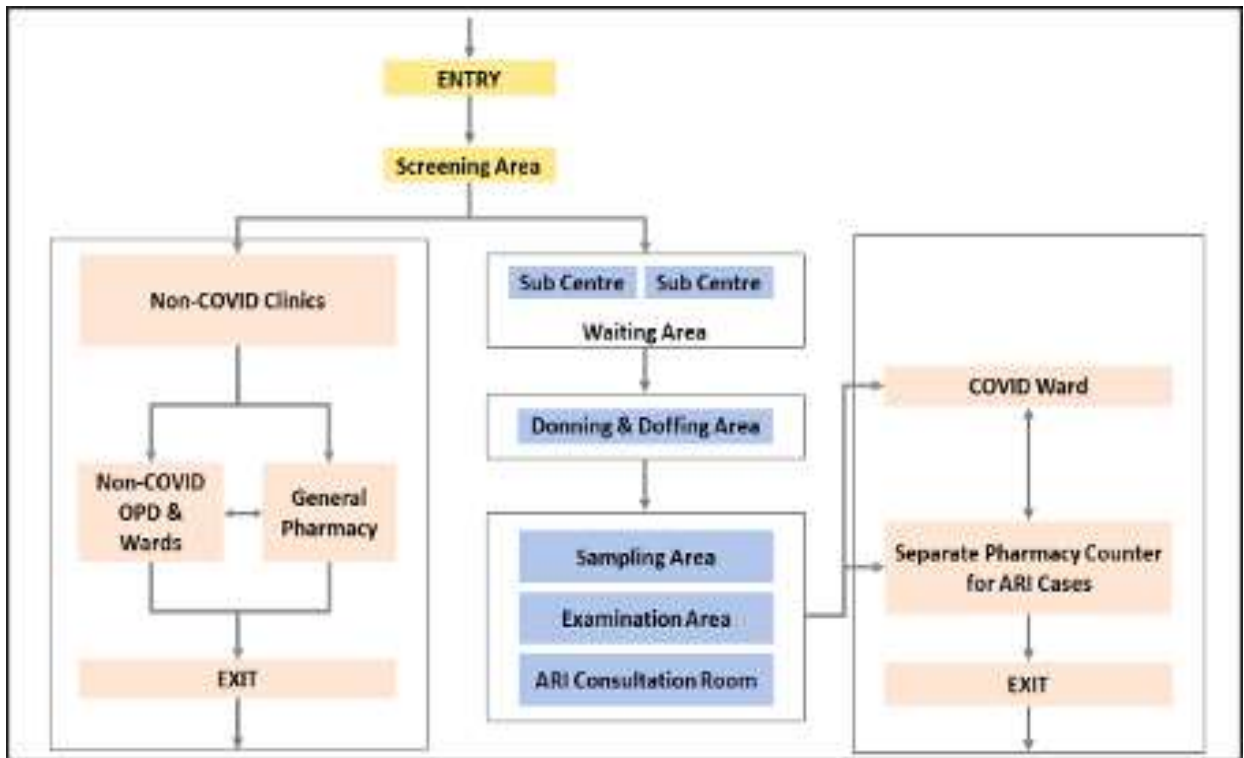 ENTRY
Screening Area
Non-COVID Clinics
Non-COVID
OPD &
Wards
General
Pharmacy
EXIT
Sub Centre
Sub Centre
Waiting Area
Donning & Doffing Area
Sampling Area
Examination Area
ARI Consultation Room
COVID Ward
Separate Pharmacy Counter
for ARI Cases
EXIT